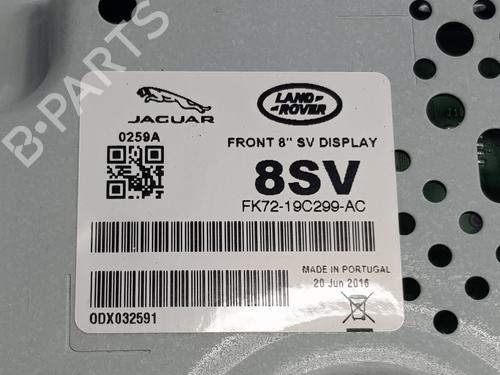 B-PARTS
JAGUAR
LAND ROVER
0259A
FRONT 8" SV DISPLAY
8SV
FK72-19C299-AC
MADE IN PORTUGAL
20 Jun 2016
0DX032591